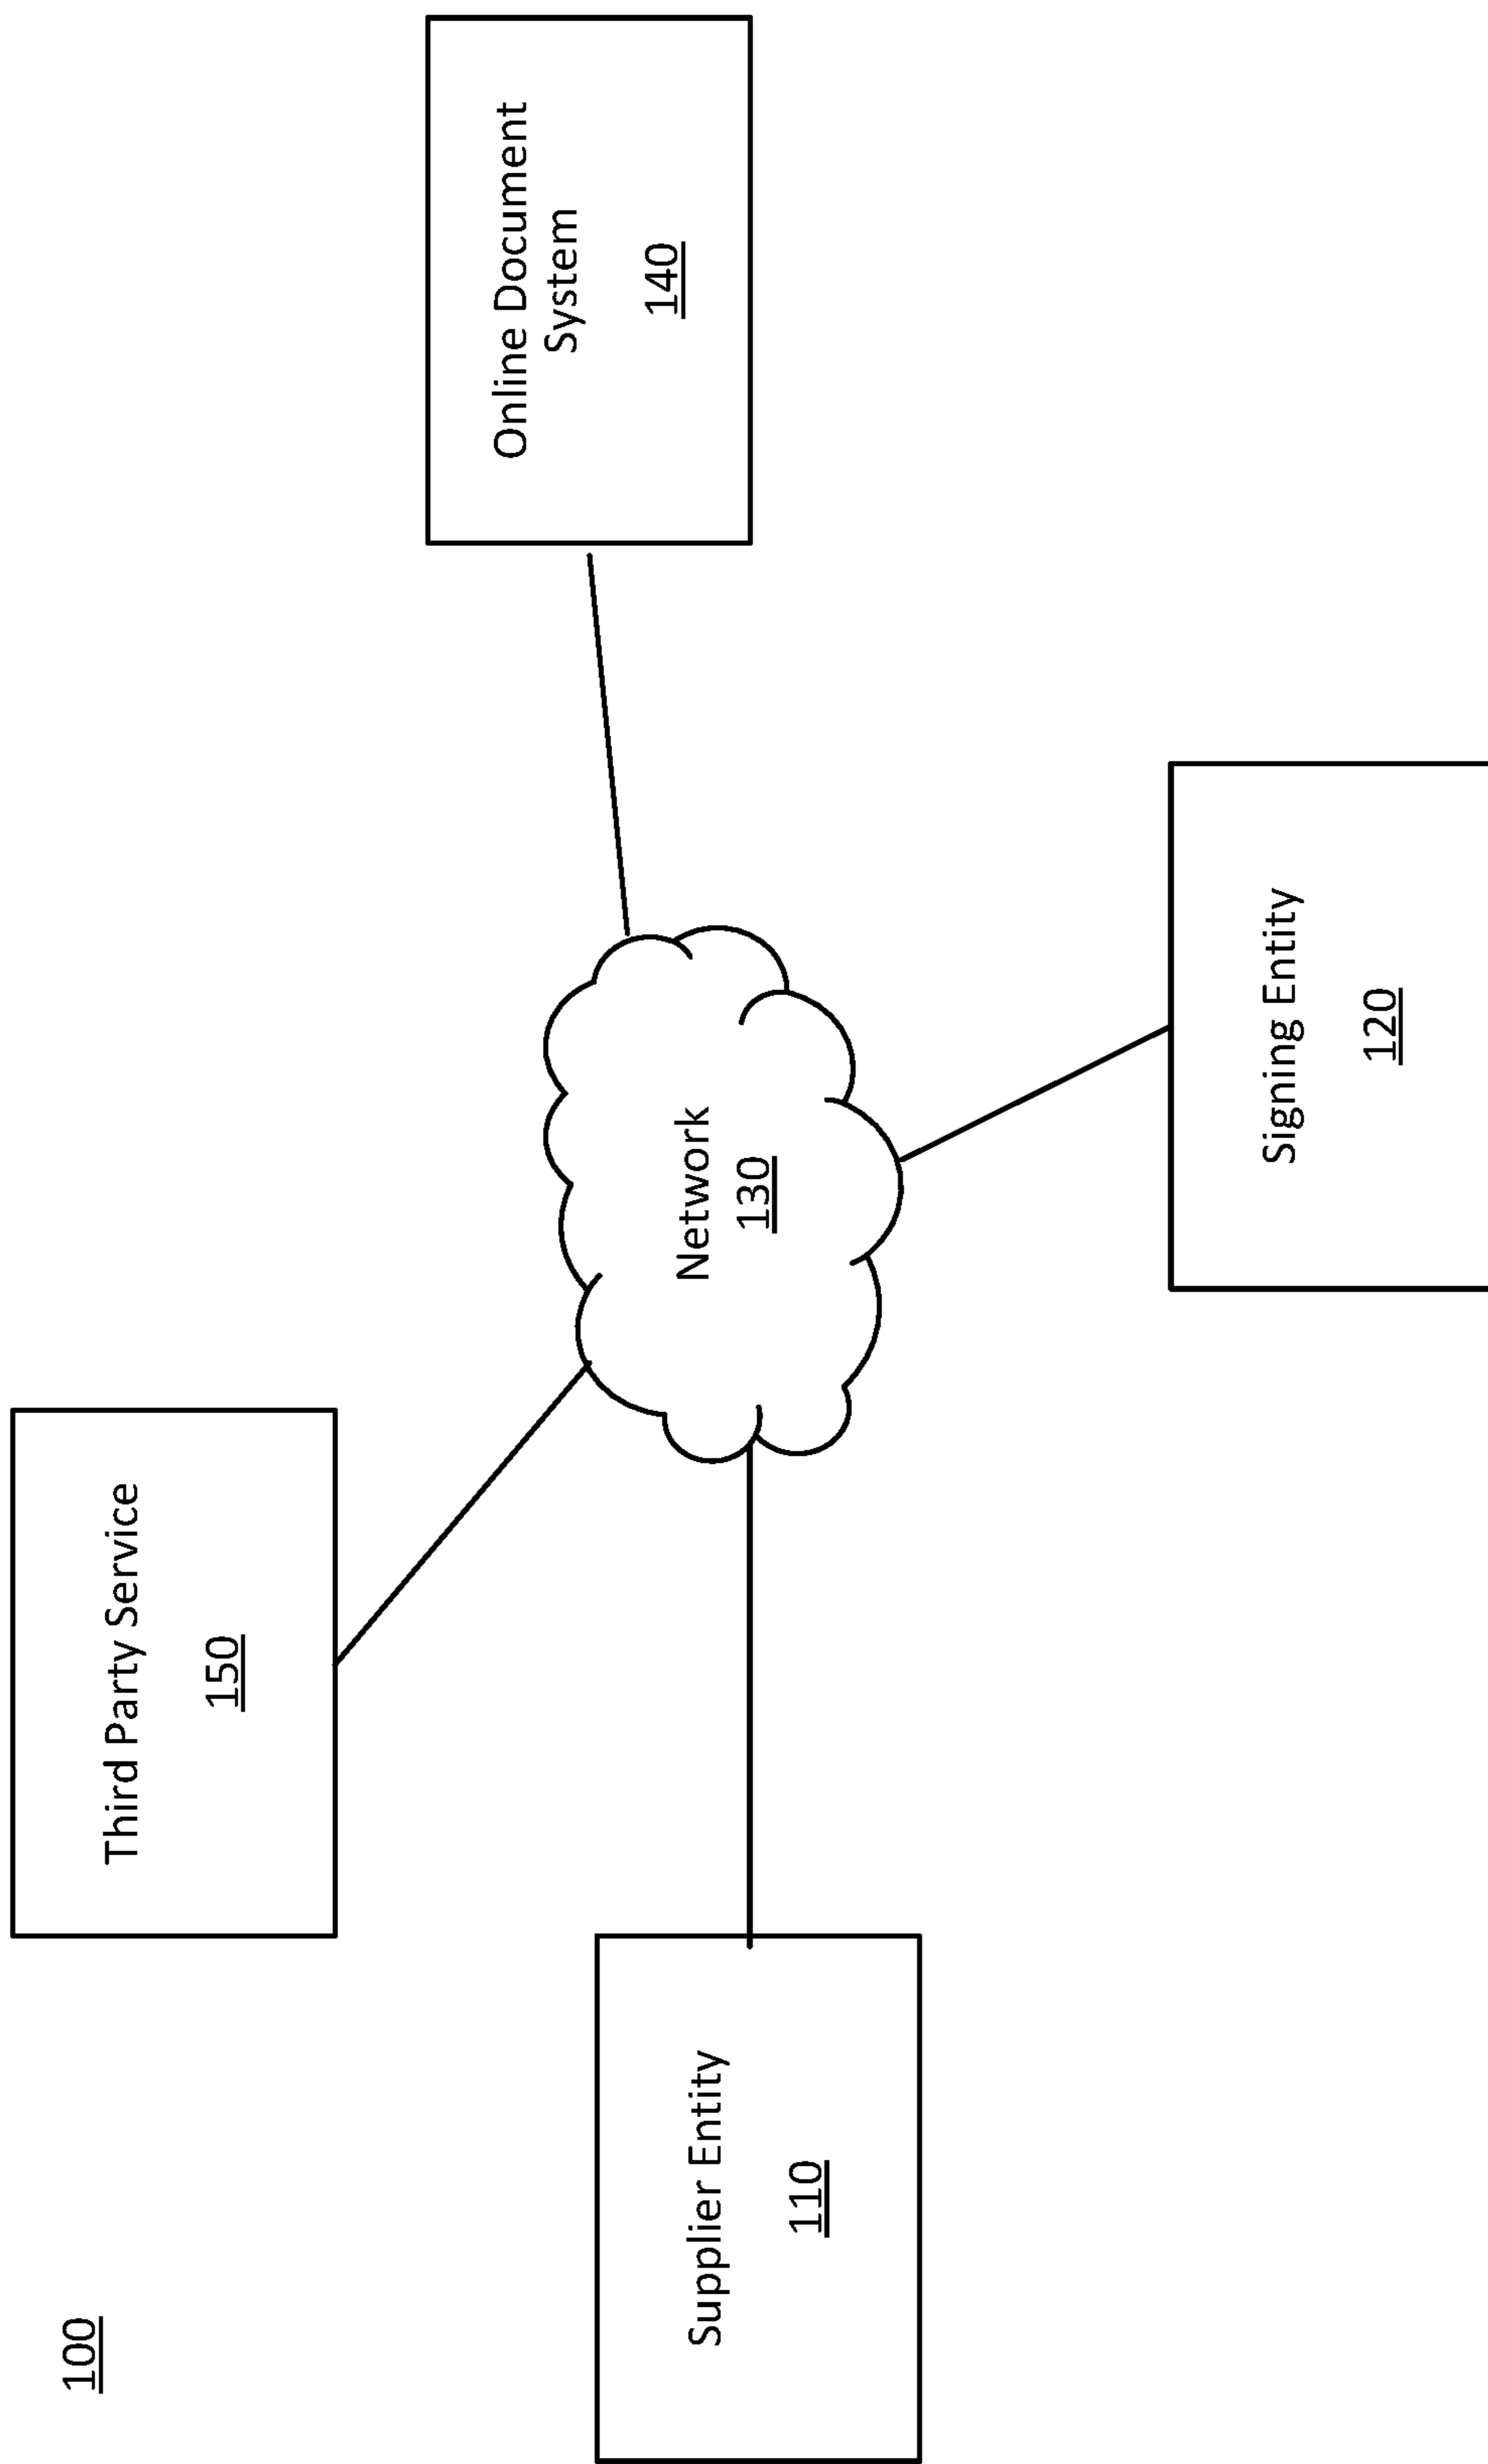 100
Third Party Service
150
Online Document
System
140
Supplier Entity
110
Network
130
Signing Entity
120